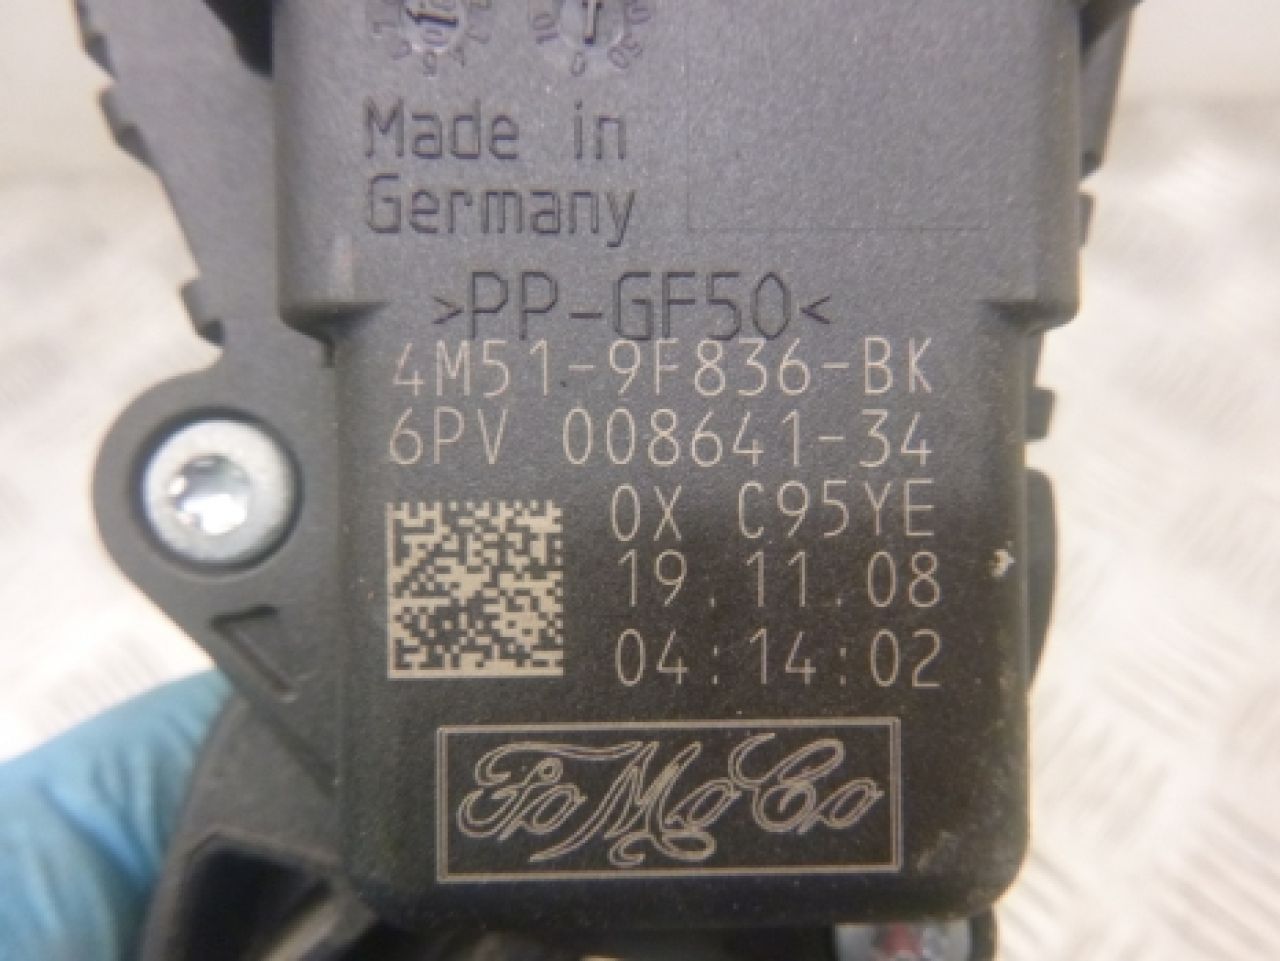 Made in
Germany
>PP-GF50<
4M51-9F836-BK
6PV 008641-34
0X C95YE
19.11.08
04:14:02
FoMoCo